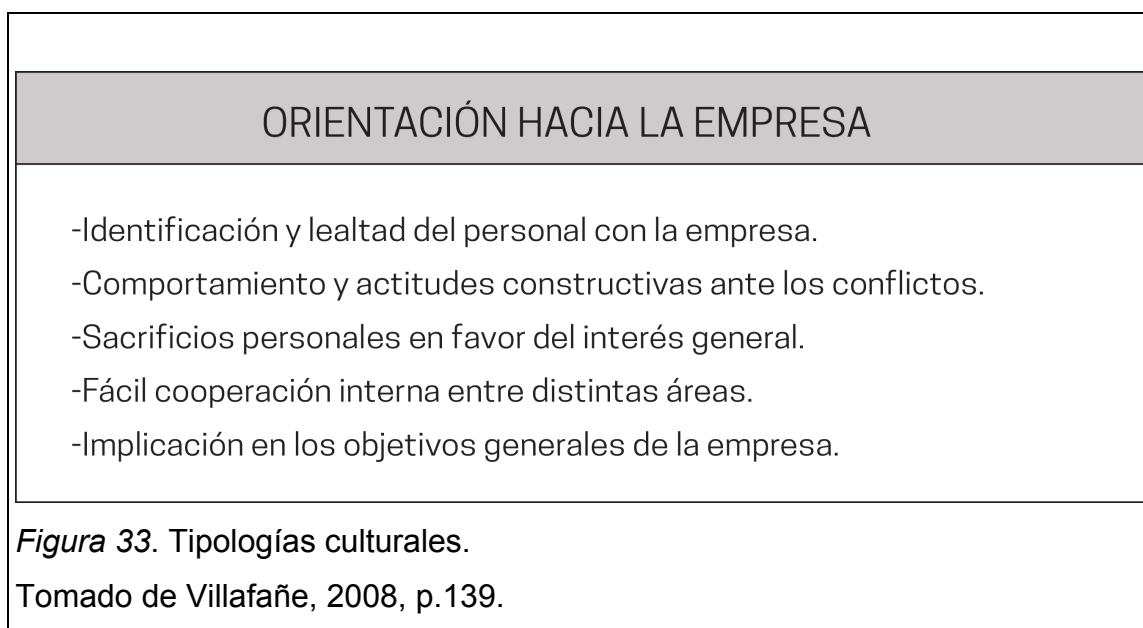 ORIENTACIÓN HACIA LA EMPRESA
-Identificación y lealtad del personal con la empresa.
-Comportamiento y actitudes constructivas ante los conflictos.
-Sacrificios personales en favor del interés general.
-Fácil cooperación interna entre distintas áreas.
-Implicación en los objetivos generales de la empresa.
Figura 33. Tipologías culturales.
Tomado de Villafañe, 2008, p.139.